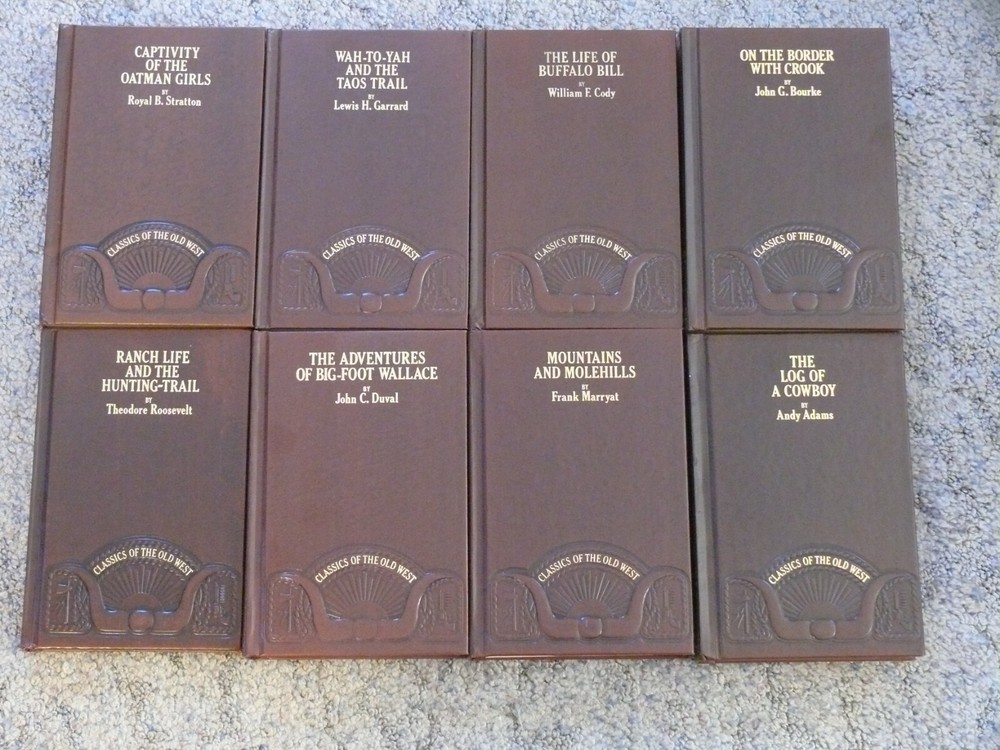 CAPTIVITY
OF THE
OATMAN GIRLS
BY
Royal B. Stratton
CLASSICS OF THE OLD WEST
WAH-TO-YAH
AND THE
TAOS TRAIL
BY
Lewis H. Garrard
CLASSICS OF THE OLD WEST
THE LIFE OF
BUFFALO BILL
BY
William F. Cody
CLASSICS OF THE OLD WEST
ON THE BORDER
WITH CROOK
BY
John G. Bourke
CLASSICS OF THE OLD WEST
RANCH LIFE
AND THE
HUNTING-TRAIL
BY
Theodore Roosevelt
CLASSICS OF THE OLD WEST
THE ADVENTURES
OF BIG-FOOT WALLACE
BY
John C. Duval
CLASSICS OF THE OLD WEST
MOUNTAINS
AND MOLEHILLS
BY
Frank Marryat
CLASSICS OF THE OLD WEST
THE
LOG OF
A COWBOY
BY
Andy Adams
CLASSICS OF THE OLD WEST